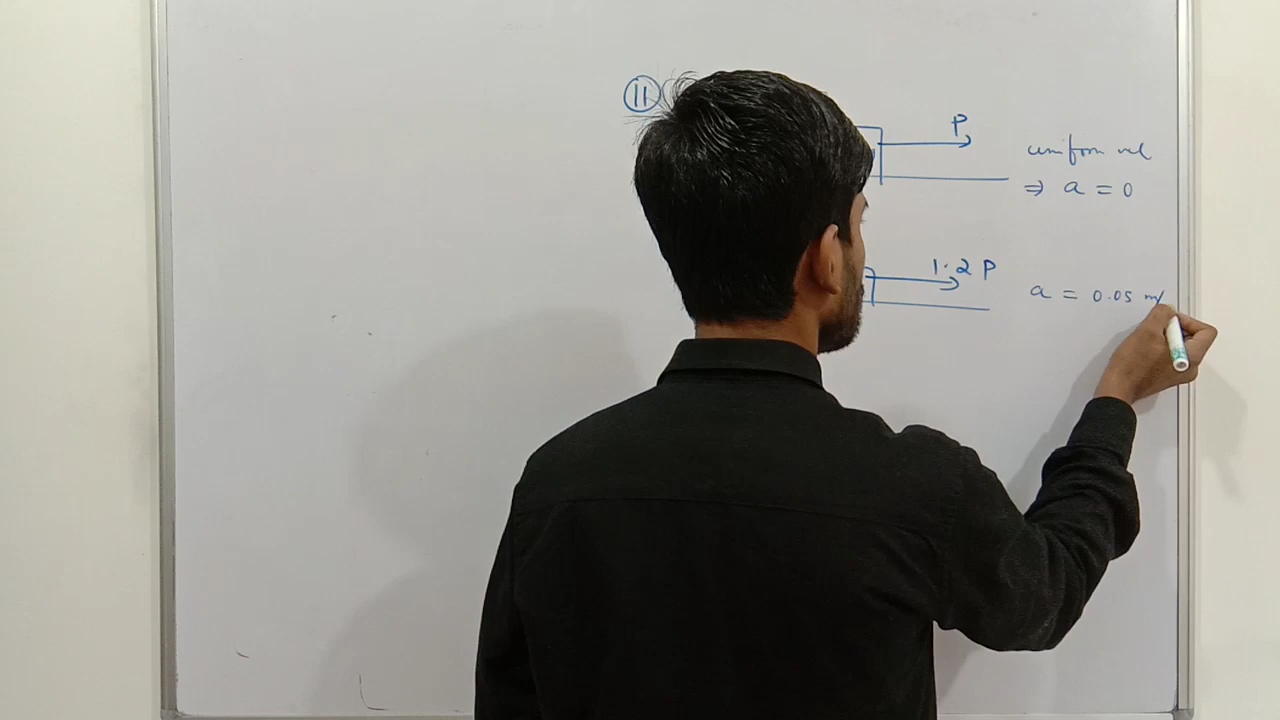 11
P
uniform vel
⇒ a = 0
1.2 P
a = 0.05 m/